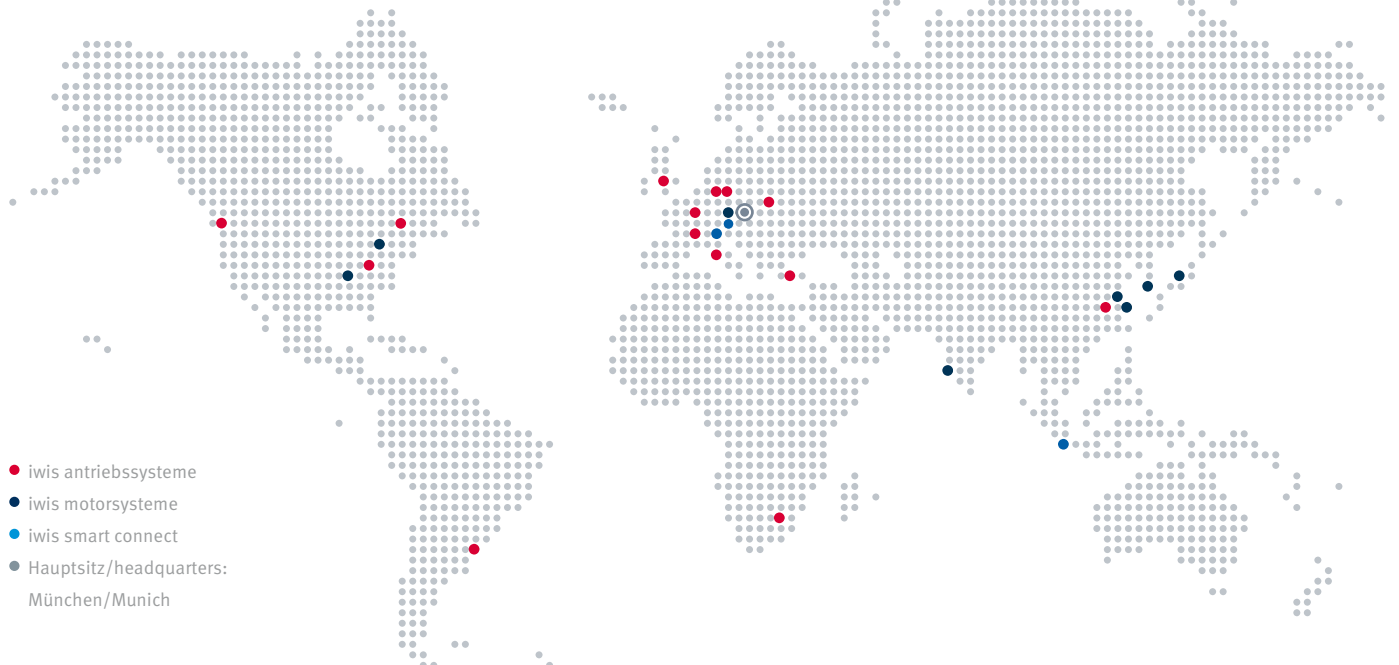 iwis antriebssysteme
iwis motorsysteme
iwis smart connect
Hauptsitz/headquarters:
München/Munich